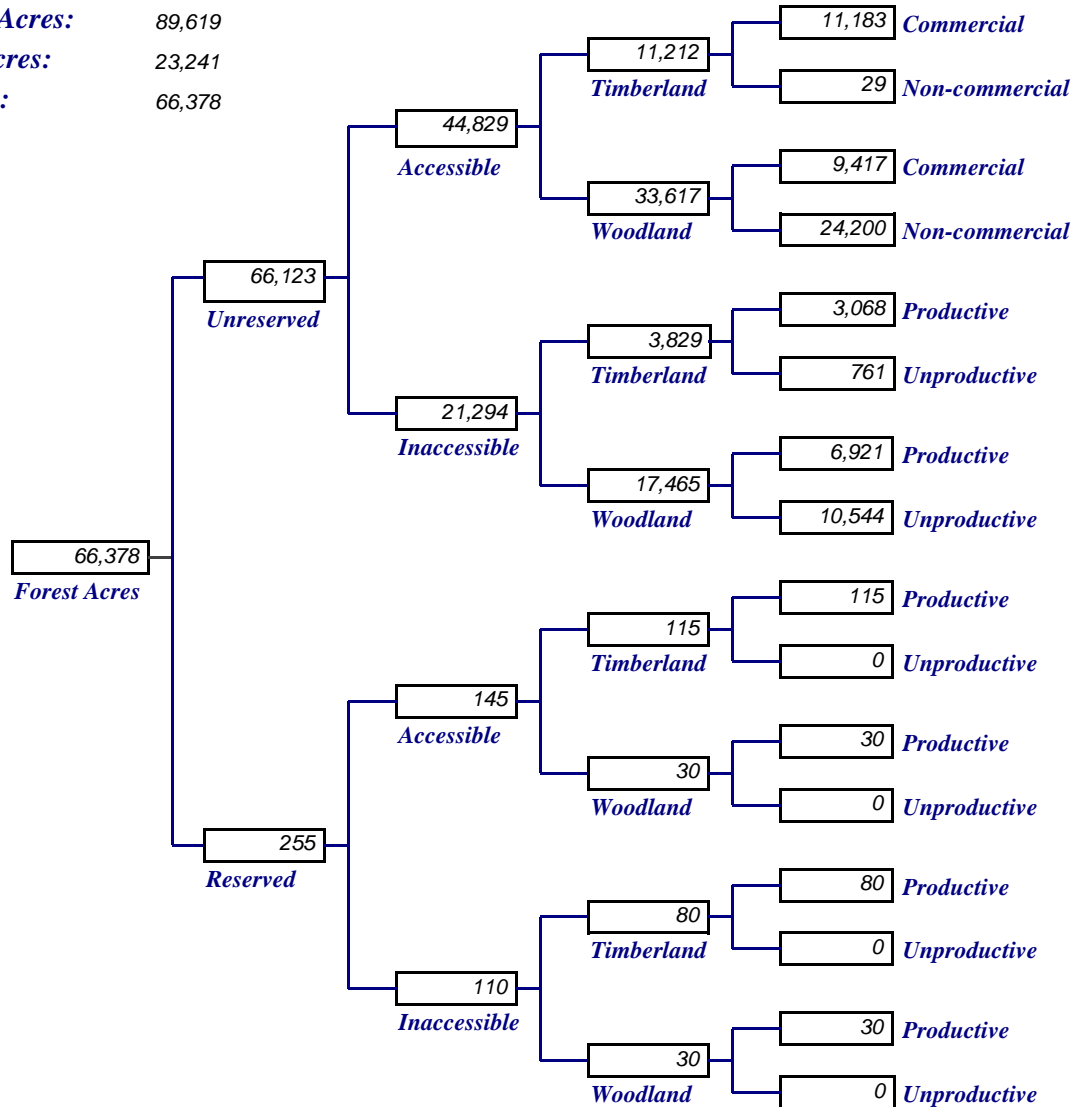 Acres: 89,619
cres: 23,241
: 66,378
11,183 Commercial
11,212
Timberland
29 Non-commercial
44,829
Accessible
9,417 Commercial
33,617
Woodland
24,200 Non-commercial
66,123
Unreserved
3,068 Productive
3,829
Timberland
761 Unproductive
21,294
Inaccessible
6,921 Productive
17,465
Woodland
10,544 Unproductive
66,378
Forest Acres
115 Productive
115
Timberland
0 Unproductive
145
Accessible
30 Productive
30
Woodland
0 Unproductive
255
Reserved
80 Productive
80
Timberland
0 Unproductive
110
Inaccessible
30 Productive
30
Woodland
0 Unproductive